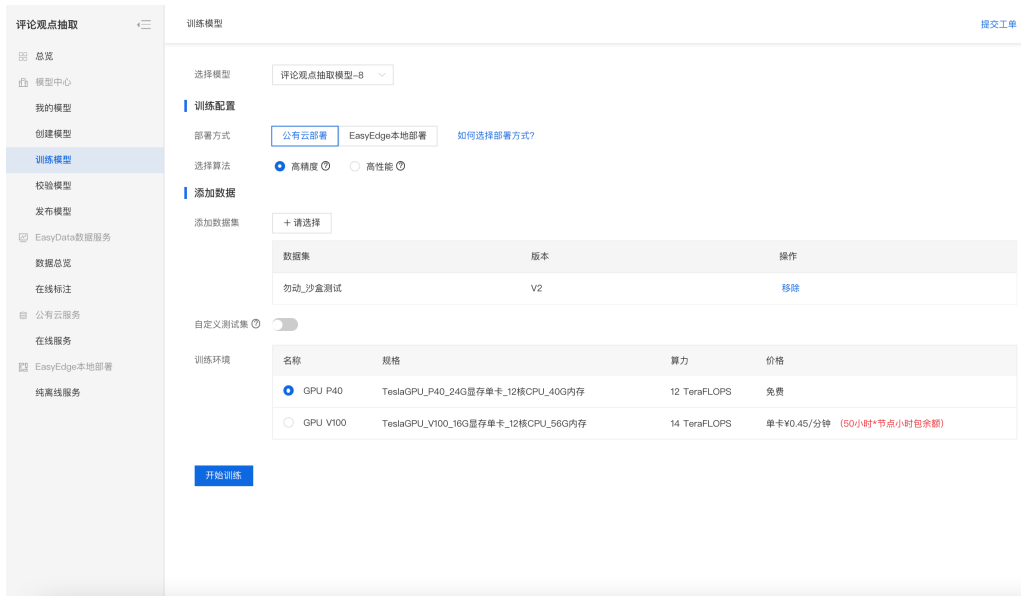 评论观点抽取
总览
模型中心
我的模型
创建模型
训练模型
校验模型
发布模型
EasyData数据服务
数据总览
在线标注
公有云服务
在线服务
EasyEdge本地部署
纯离线服务
训练模型 提交工单
选择模型 评论观点抽取模型-8
训练配置
部署方式 公有云部署 EasyEdge本地部署 如何选择部署方式?
选择算法 高精度 ? 高性能 ?
添加数据
添加数据集 + 请选择
数据集 版本 操作
勿动_沙盒测试 V2 移除
自定义测试集 ?
训练环境 名称 规格 算力 价格
GPU P40 TeslaGPU_P40_24G显存单卡_12核CPU_40G内存 12 TeraFLOPS 免费
GPU V100 TeslaGPU_V100_16G显存单卡_12核CPU_56G内存 14 TeraFLOPS 单卡¥0.45/分钟 (50小时*节点小时包余额)
开始训练